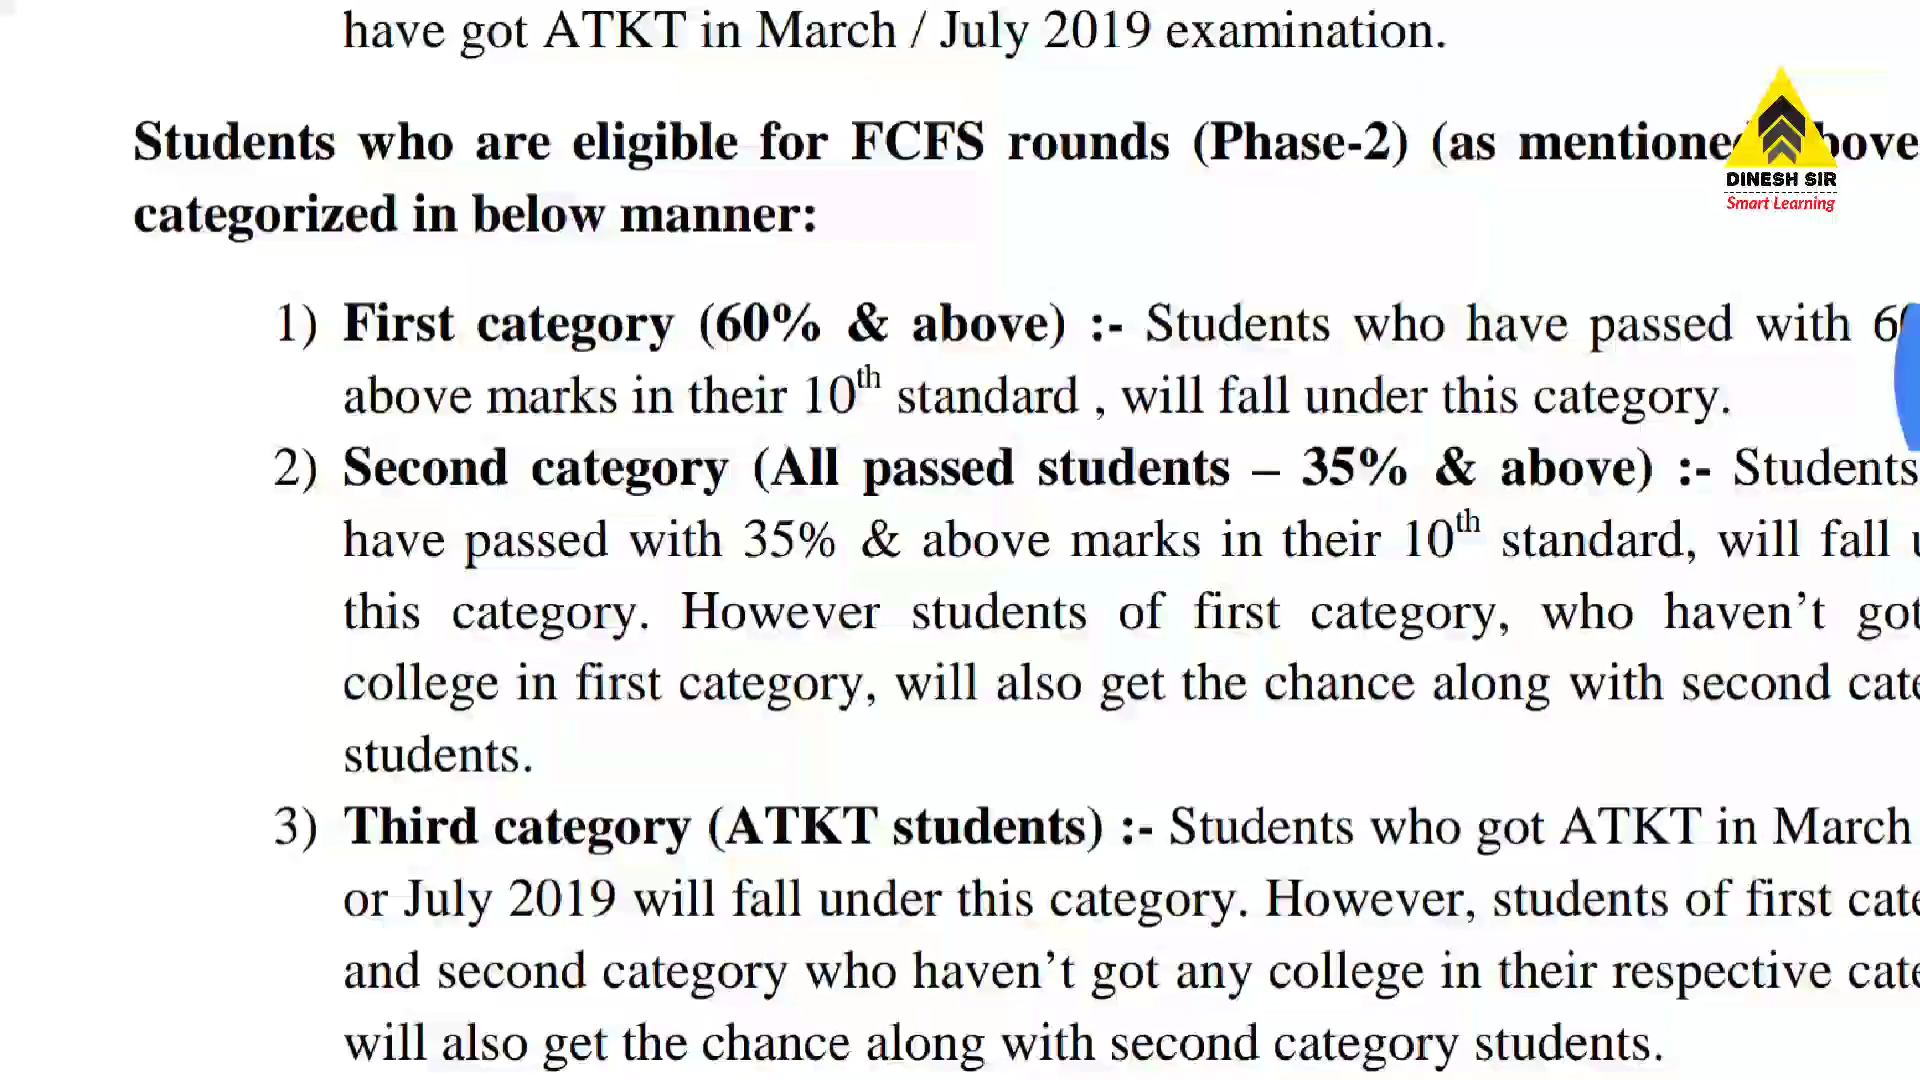 have got ATKT in March / July 2019 examination.
Students who are eligible for FCFS rounds (Phase-2) (as
categorized in below manner:
DINESH SIR
Smart Learning
1) First category (60% & above) :- Students who have passed with
above marks in their 10th standard , will fall under this category.
2) Second category (All passed students – 35% & above) :- Students
have passed with 35% & above marks in their 10th standard, will fall
this category. However students of first category, who haven’t got
college in first category, will also get the chance along with second
students.
3) Third category (ATKT students) :- Students who got ATKT in March
or July 2019 will fall under this category. However, students of first
and second category who haven’t got any college in their respective
will also get the chance along with second category students.